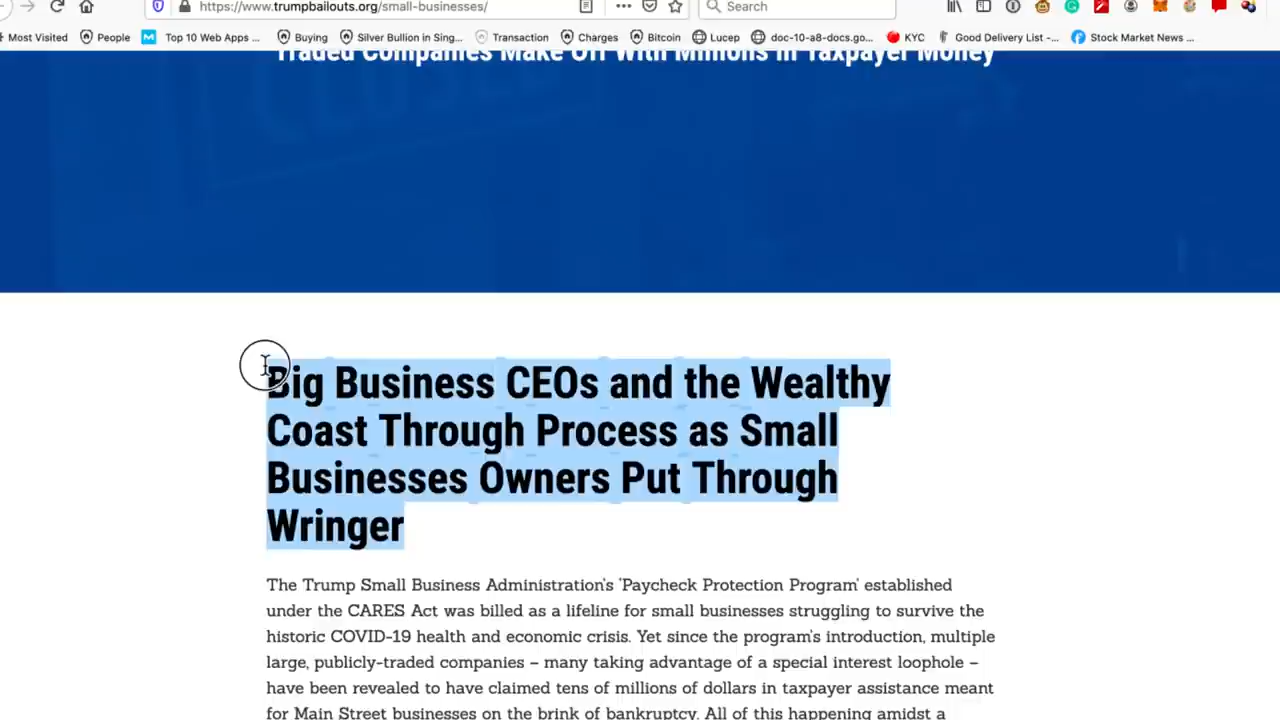 https://www.trumpbailouts.org/small-businesses/
Search
Most Visited
People
Top 10 Web Apps ...
Buying
Silver Bullion in Sing...
Transaction
Charges
Bitcoin
Lucep
doc-10-a8-docs.go...
KYC
Good Delivery List -...
Stock Market News ...
Traded Companies Make Off With Millions in Taxpayer Money
Big Business CEOs and the Wealthy
Coast Through Process as Small
Businesses Owners Put Through
Wringer
The Trump Small Business Administration's 'Paycheck Protection Program' established
under the CARES Act was billed as a lifeline for small businesses struggling to survive the
historic COVID-19 health and economic crisis. Yet since the program's introduction, multiple
large, publicly-traded companies – many taking advantage of a special interest loophole –
have been revealed to have claimed tens of millions of dollars in taxpayer assistance meant
for Main Street businesses on the brink of bankruptcy. All of this happening amidst a